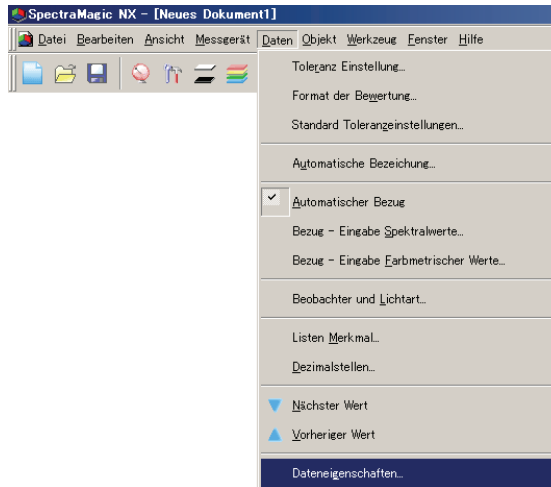 SpectraMagic NX - [Neues Dokument1]
Datei Bearbeiten Ansicht Messgerät Daten Objekt Werkzeug Fenster Hilfe
Toleranz Einstellung...
Format der Bewertung...
Standard Toleranzeinstellungen...
Automatische Bezeichung...
Automatischer Bezug
Bezug - Eingabe Spektralwerte...
Bezug - Eingabe Farbmetrischer Werte...
Beobachter und Lichtart...
Listen Merkmal...
Dezimalstellen...
Nächster Wert
Vorheriger Wert
Dateneigenschaften...